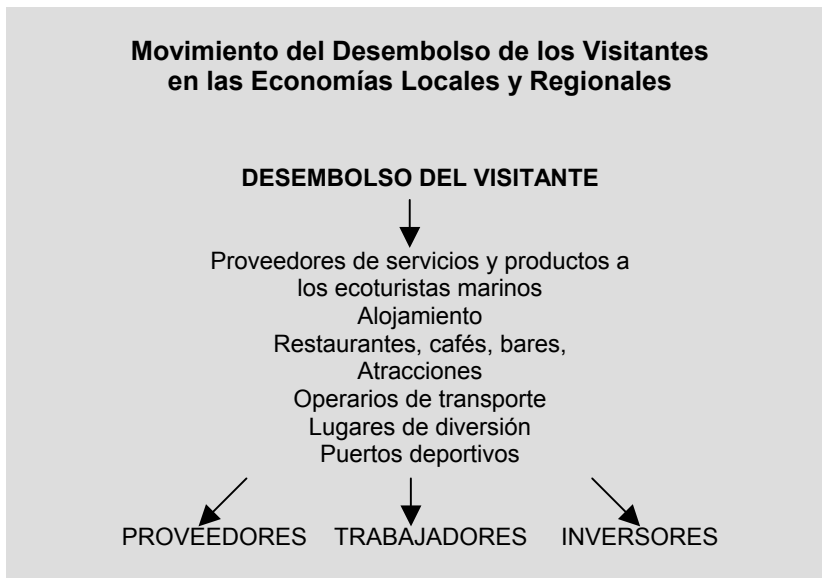 Movimiento del Desembolso de los Visitantes
en las Economías Locales y Regionales
DESEMBOLSO DEL VISITANTE
Proveedores de servicios y productos a
los ecoturistas marinos
Alojamiento
Restaurantes, cafés, bares,
Atracciones
Operarios de transporte
Lugares de diversión
Puertos deportivos
PROVEEDORES TRABAJADORES INVERSORES